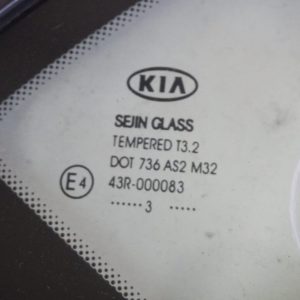 KIA
SEJIN GLASS
TEMPERED T3.2
DOT 736 AS2 M32
E4 43R-000083
...... 3 ......